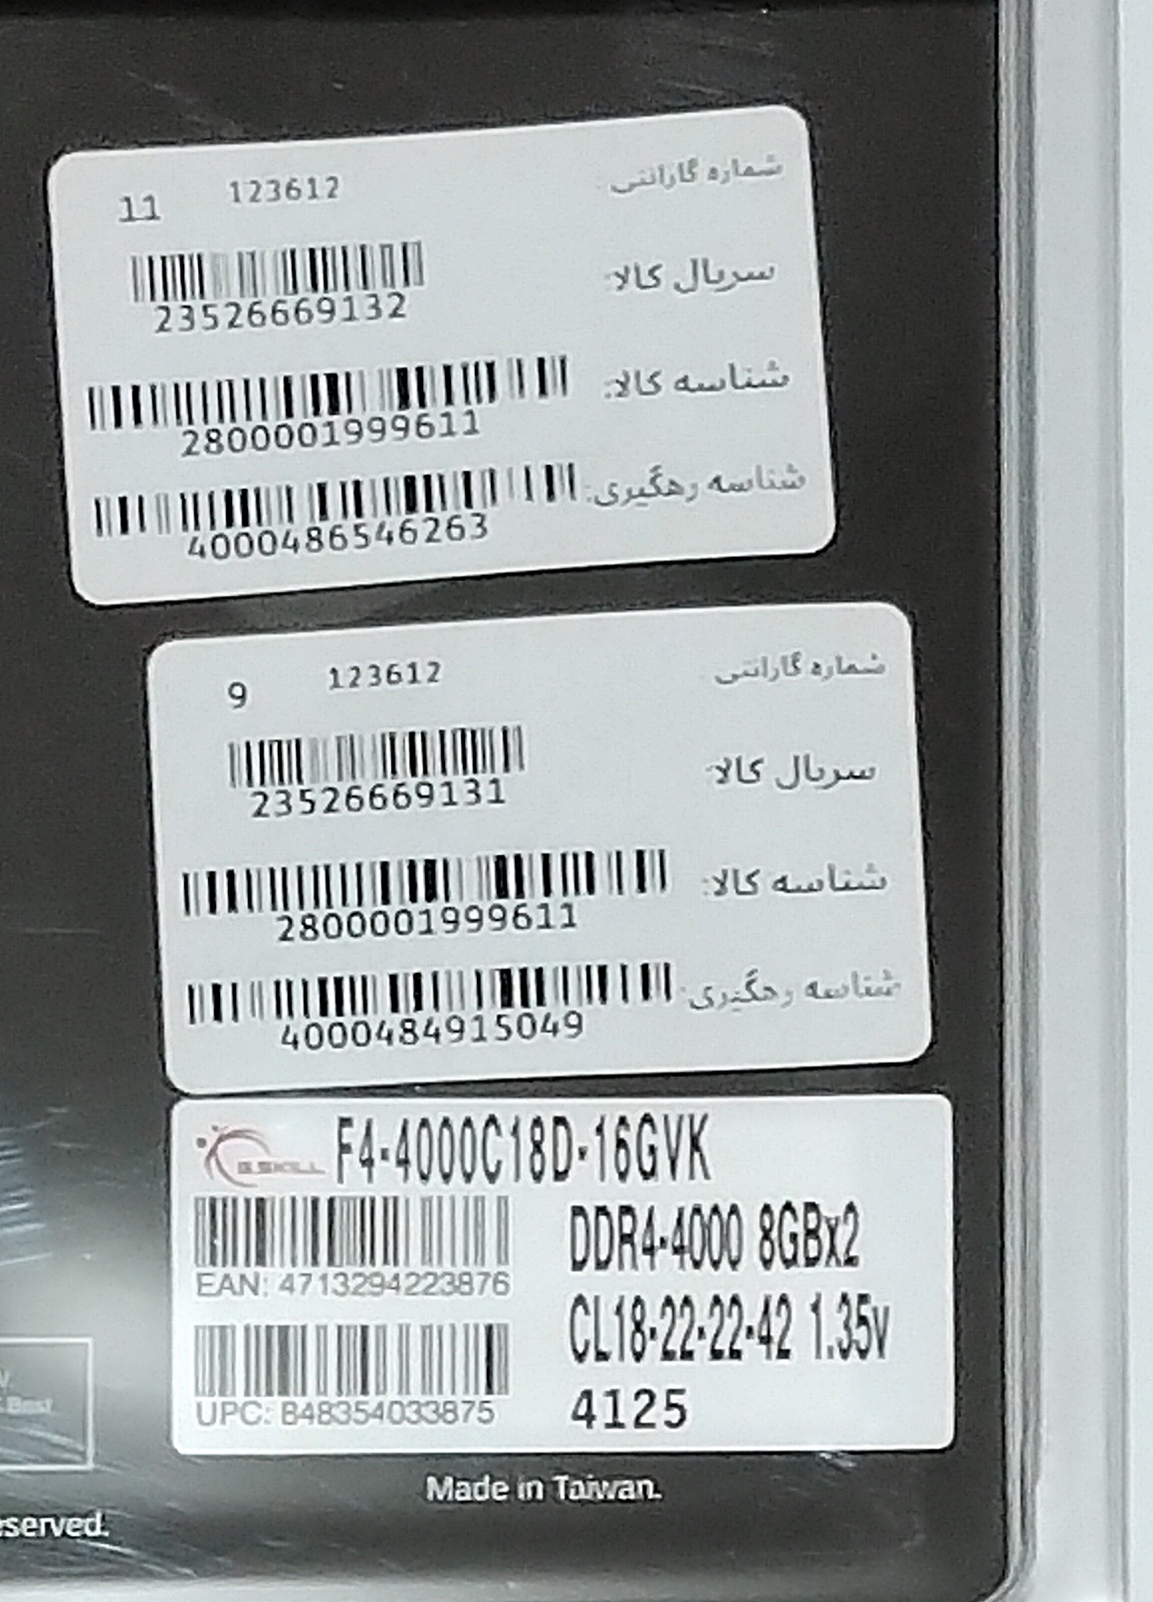 شماره گارانتی
123612
11
سریال کالا:
23526669132
شناسه کالا:
2800001999611
شناسه رهگیری:
4000486546263
شماره گارانتی
123612
9
سریال کالا:
23526669131
شناسه کالا:
2800001999611
شناسه رهگیری:
4000484915049
G.SKILL F4-4000C18D-16GVK
DDR4-4000 8GBx2
EAN: 4713294223876
CL18-22-22-42 1.35v
UPC: 848354033875
4125
Best
Made in Taiwan.
eserved.